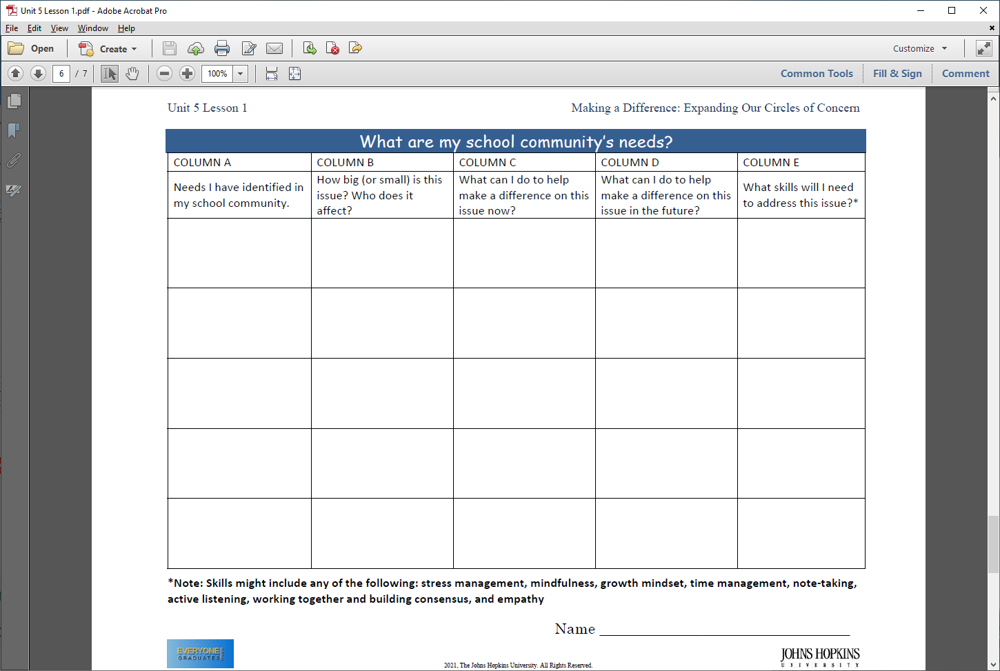 Unit 5 Lesson 1.pdf - Adobe Acrobat Pro
File Edit View Window Help
Open Create Customize
6 / 7 100% Common Tools Fill & Sign Comment
Unit 5 Lesson 1 Making a Difference: Expanding Our Circles of Concern
What are my school community's needs?
COLUMN A COLUMN B COLUMN C COLUMN D COLUMN E
Needs I have identified in
my school community.
How big (or small) is this
issue? Who does it
affect?
What can I do to help
make a difference on this
issue now?
What can I do to help
make a difference on this
issue in the future?
What skills will I need
to address this issue?*
*Note: Skills might include any of the following: stress management, mindfulness, growth mindset, time management, note-taking,
active listening, working together and building consensus, and empathy
Name
EVERYONE
GRADUATES
2021, The Johns Hopkins University. All Rights Reserved.
JOHNS HOPKINS
UNIVERSITY